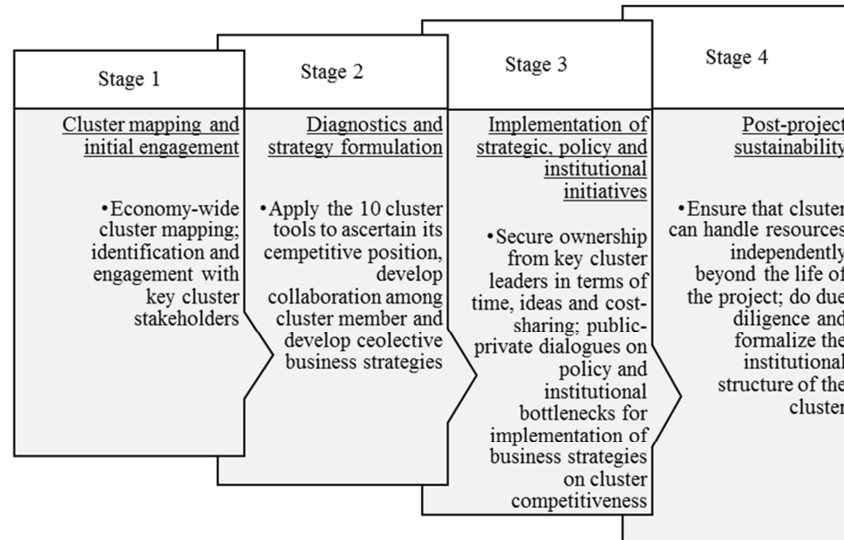 Stage 1
Cluster mapping and
initial engagement
•Economy-wide
cluster mapping;
identification and
engagement with
key cluster
stakeholders
Stage 2
Diagnostics and
strategy formulation
•Apply the 10 cluster
tools to ascertain its
cempetitive position,
develop
collaboration among
cluster member and
develop ceolective
business strategies
Stage 3
Implementation of
strategic, policy and
institutional
initiatives
•Secure ownership
from key cluster
leaders in terms of
time, ideas and cost-
sharing; public-
private dialogues on
policy and
institutional
bottlenecks for
implementation of
business strategies
on cluster
competitiveness
Stage 4
Post-project
sustainability
•Ensure that clsuter
can handle resources
independently
beyond the life of
the project; do due
diligence and
formalize the
institutional
structure of the
cluster